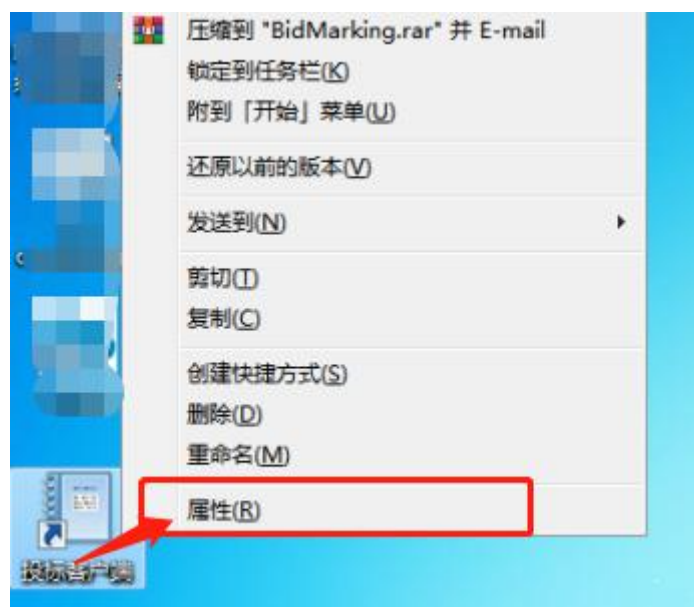 压缩到 "BidMarking.rar" 并 E-mail
锁定到任务栏(K)
附到「开始」菜单(U)
还原以前的版本(V)
发送到(N)
剪切(T)
复制(C)
创建快捷方式(S)
删除(D)
重命名(M)
属性(R)
投标客户端